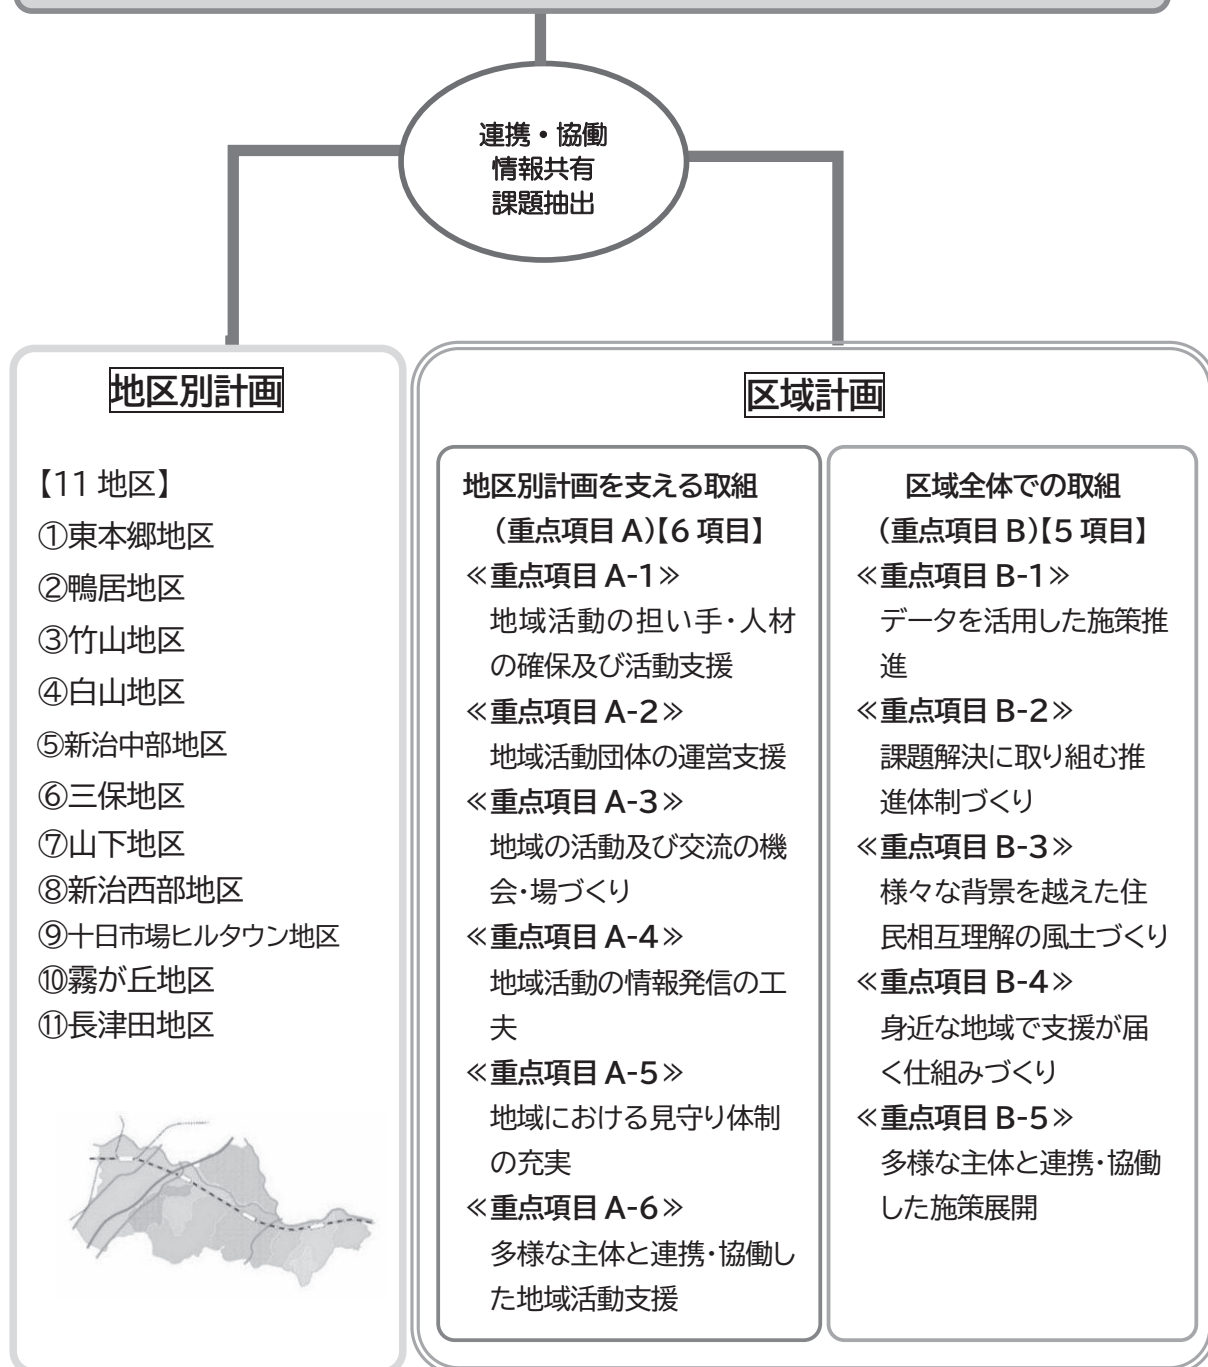 連携・協働
情報共有
課題抽出
地区別計画
【11 地区】
①東本郷地区
②鴨居地区
③竹山地区
④白山地区
⑤新治中部地区
⑥三保地区
⑦山下地区
⑧新治西部地区
⑨十日市場ヒルタウン地区
⑩霧が丘地区
⑪長津田地区
区域計画
地区別計画を支える取組
(重点項目 A)【6 項目】
≪重点項目 A-1≫
地域活動の担い手・人材
の確保及び活動支援
≪重点項目 A-2≫
地域活動団体の運営支援
≪重点項目 A-3≫
地域の活動及び交流の機
会・場づくり
≪重点項目 A-4≫
地域活動の情報発信の工
夫
≪重点項目 A-5≫
地域における見守り体制
の充実
≪重点項目 A-6≫
多様な主体と連携・協働し
た地域活動支援
区域全体での取組
(重点項目 B)【5 項目】
≪重点項目 B-1≫
データを活用した施策推
進
≪重点項目 B-2≫
課題解決に取り組む推
進体制づくり
≪重点項目 B-3≫
様々な背景を越えた住
民相互理解の風土づくり
≪重点項目 B-4≫
身近な地域で支援が届
く仕組みづくり
≪重点項目 B-5≫
多様な主体と連携・協働
した施策展開